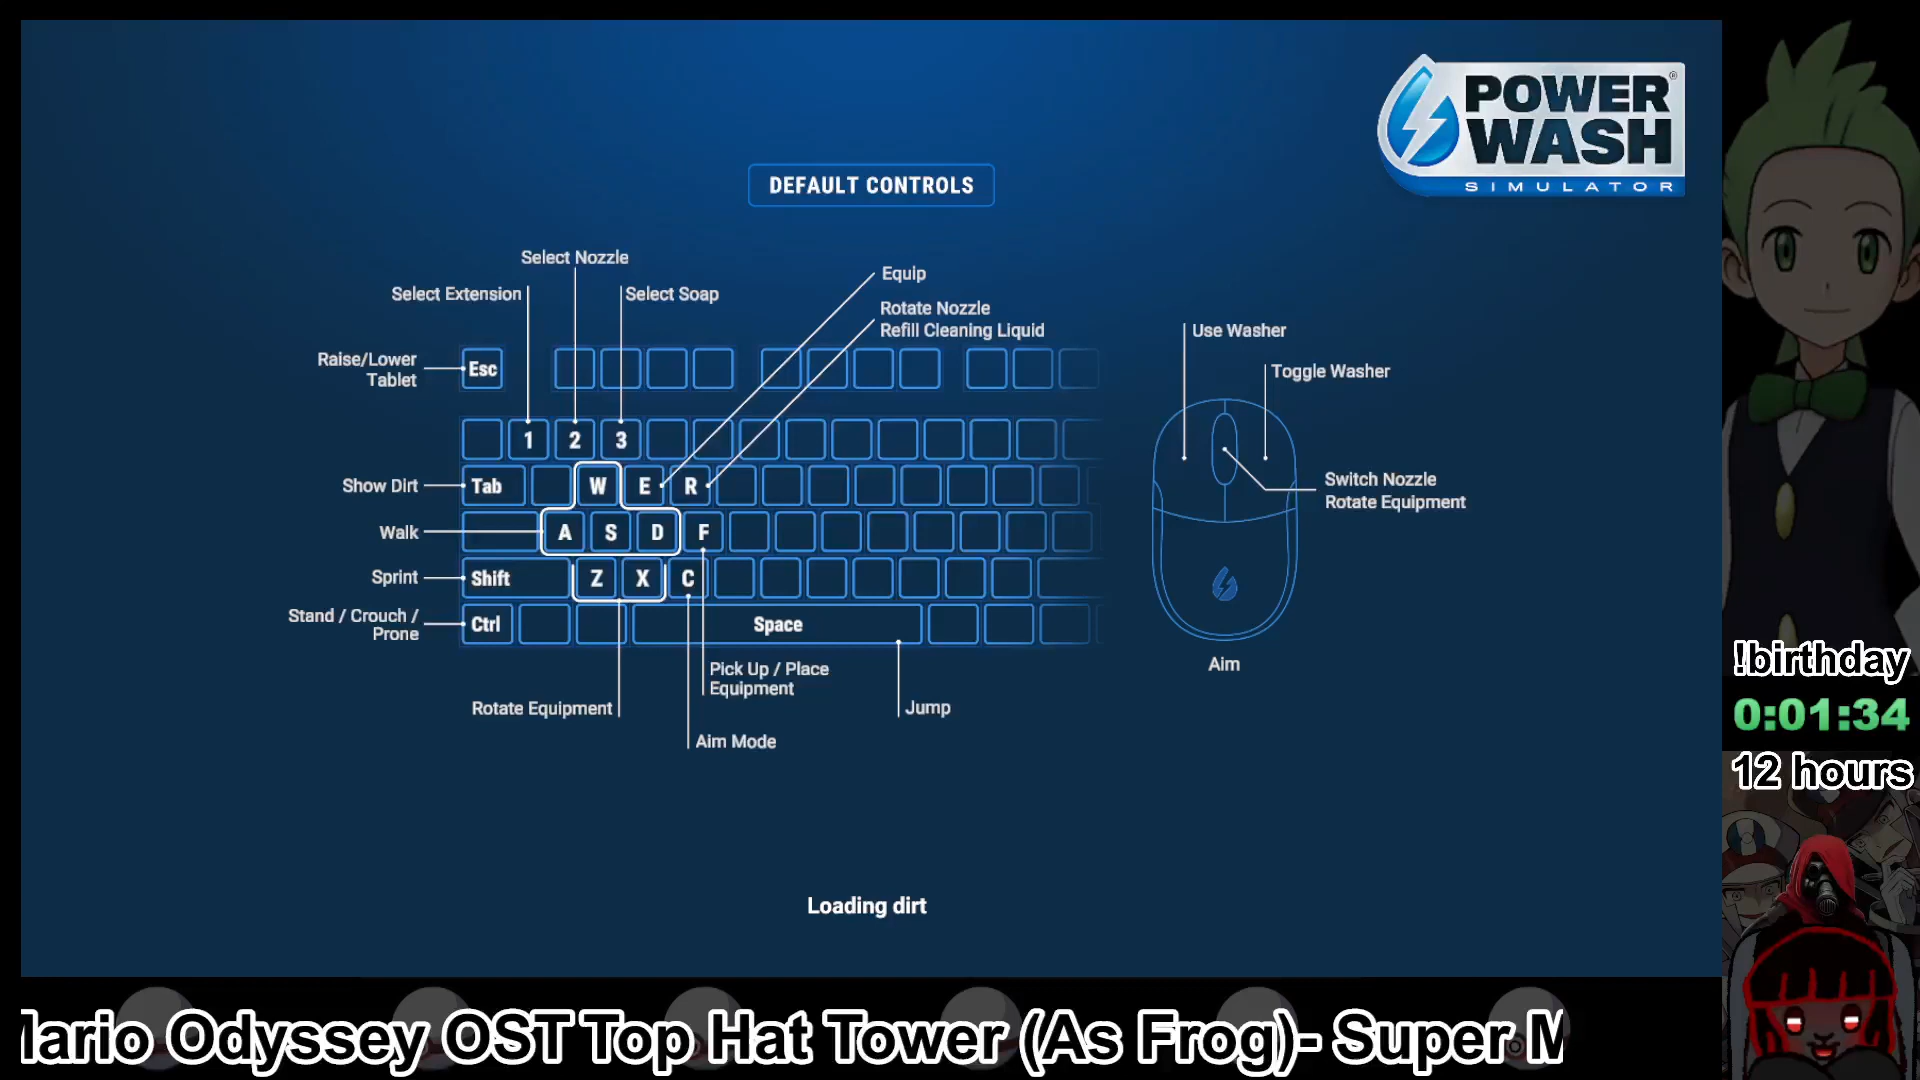 POWER
WASH
SIMULATOR
®
DEFAULT CONTROLS
Select Nozzle
Select Extension
Select Soap
Equip
Rotate Nozzle
Refill Cleaning Liquid
Raise/Lower
Tablet
Esc
1 2 3
Show Dirt
Tab W E R
Walk
A S D F
Sprint
Shift Z X C
Stand / Crouch /
Prone
Ctrl Space
Pick Up / Place
Equipment
Rotate Equipment
Jump
Aim Mode
Use Washer
Toggle Washer
Switch Nozzle
Rotate Equipment
Aim
Loading dirt
!birthday
0:01:34
12 hours
Mario Odyssey OST Top Hat Tower (As Frog)- Super M